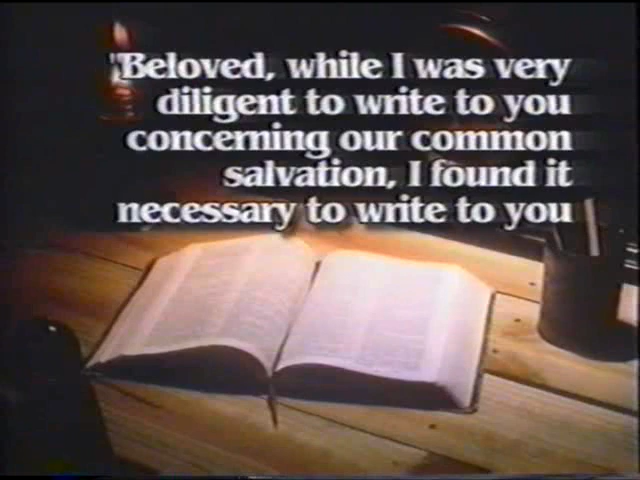 "Beloved, while I was very
diligent to write to you
concerning our common
salvation, I found it
necessary to write to you